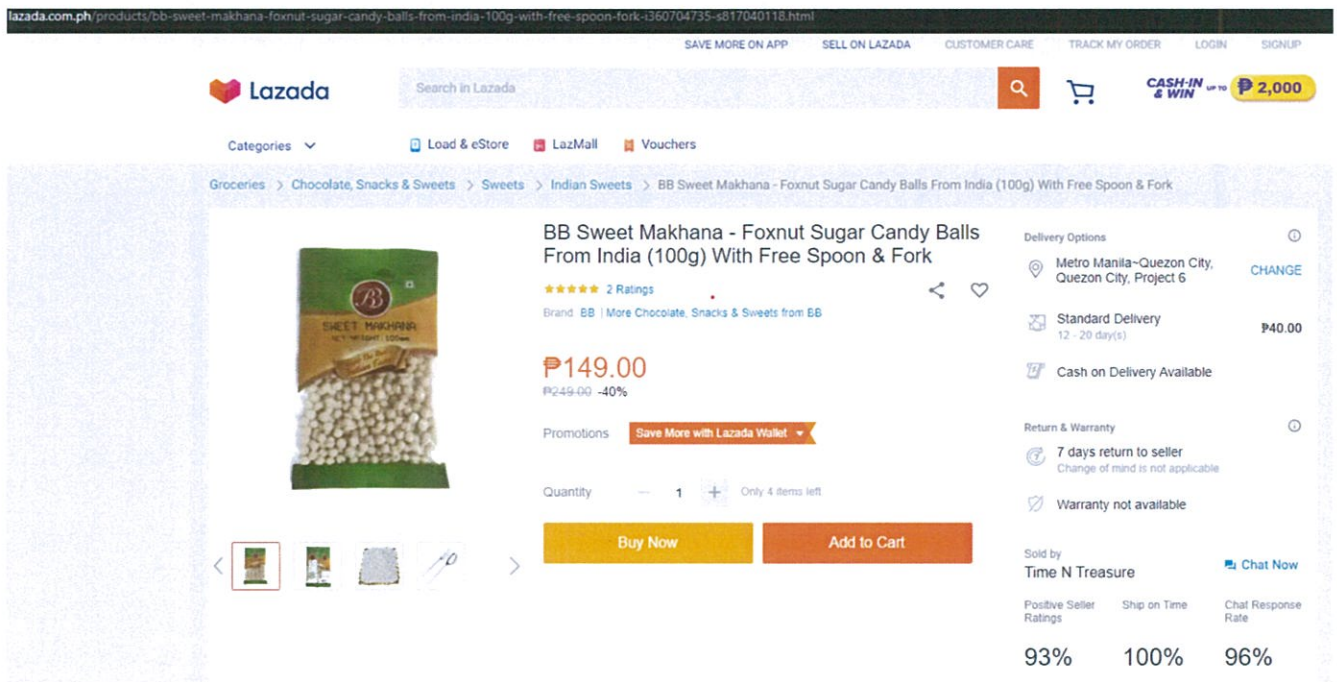 lazada.com.ph/products/bb-sweet-makhana-foxnut-sugar-candy-balls-from-india-100g-with-free-spoon-fork-i360704735-s817040118.html
SAVE MORE ON APP SELL ON LAZADA CUSTOMER CARE TRACK MY ORDER LOGIN SIGNUP
Lazada
Search in Lazada
CASH-IN & WIN UP TO ₱ 2,000
Categories
Load & eStore LazMall Vouchers
Groceries > Chocolate, Snacks & Sweets > Sweets > Indian Sweets > BB Sweet Makhana - Foxnut Sugar Candy Balls From India (100g) With Free Spoon & Fork
BB
SWEET MAKHANA
BB Sweet Makhana - Foxnut Sugar Candy Balls
From India (100g) With Free Spoon & Fork
2 Ratings
Brand BB | More Chocolate, Snacks & Sweets from BB
₱149.00
₱249.00 -40%
Promotions Save More with Lazada Wallet
Quantity 1 Only 4 items left
Buy Now Add to Cart
Delivery Options
Metro Manila~Quezon City,
Quezon City, Project 6
CHANGE
Standard Delivery
12 - 20 day(s)
₱40.00
Cash on Delivery Available
Return & Warranty
7 days return to seller
Change of mind is not applicable
Warranty not available
Sold by
Time N Treasure
Chat Now
Positive Seller Ratings
Ship on Time
Chat Response Rate
93% 100% 96%